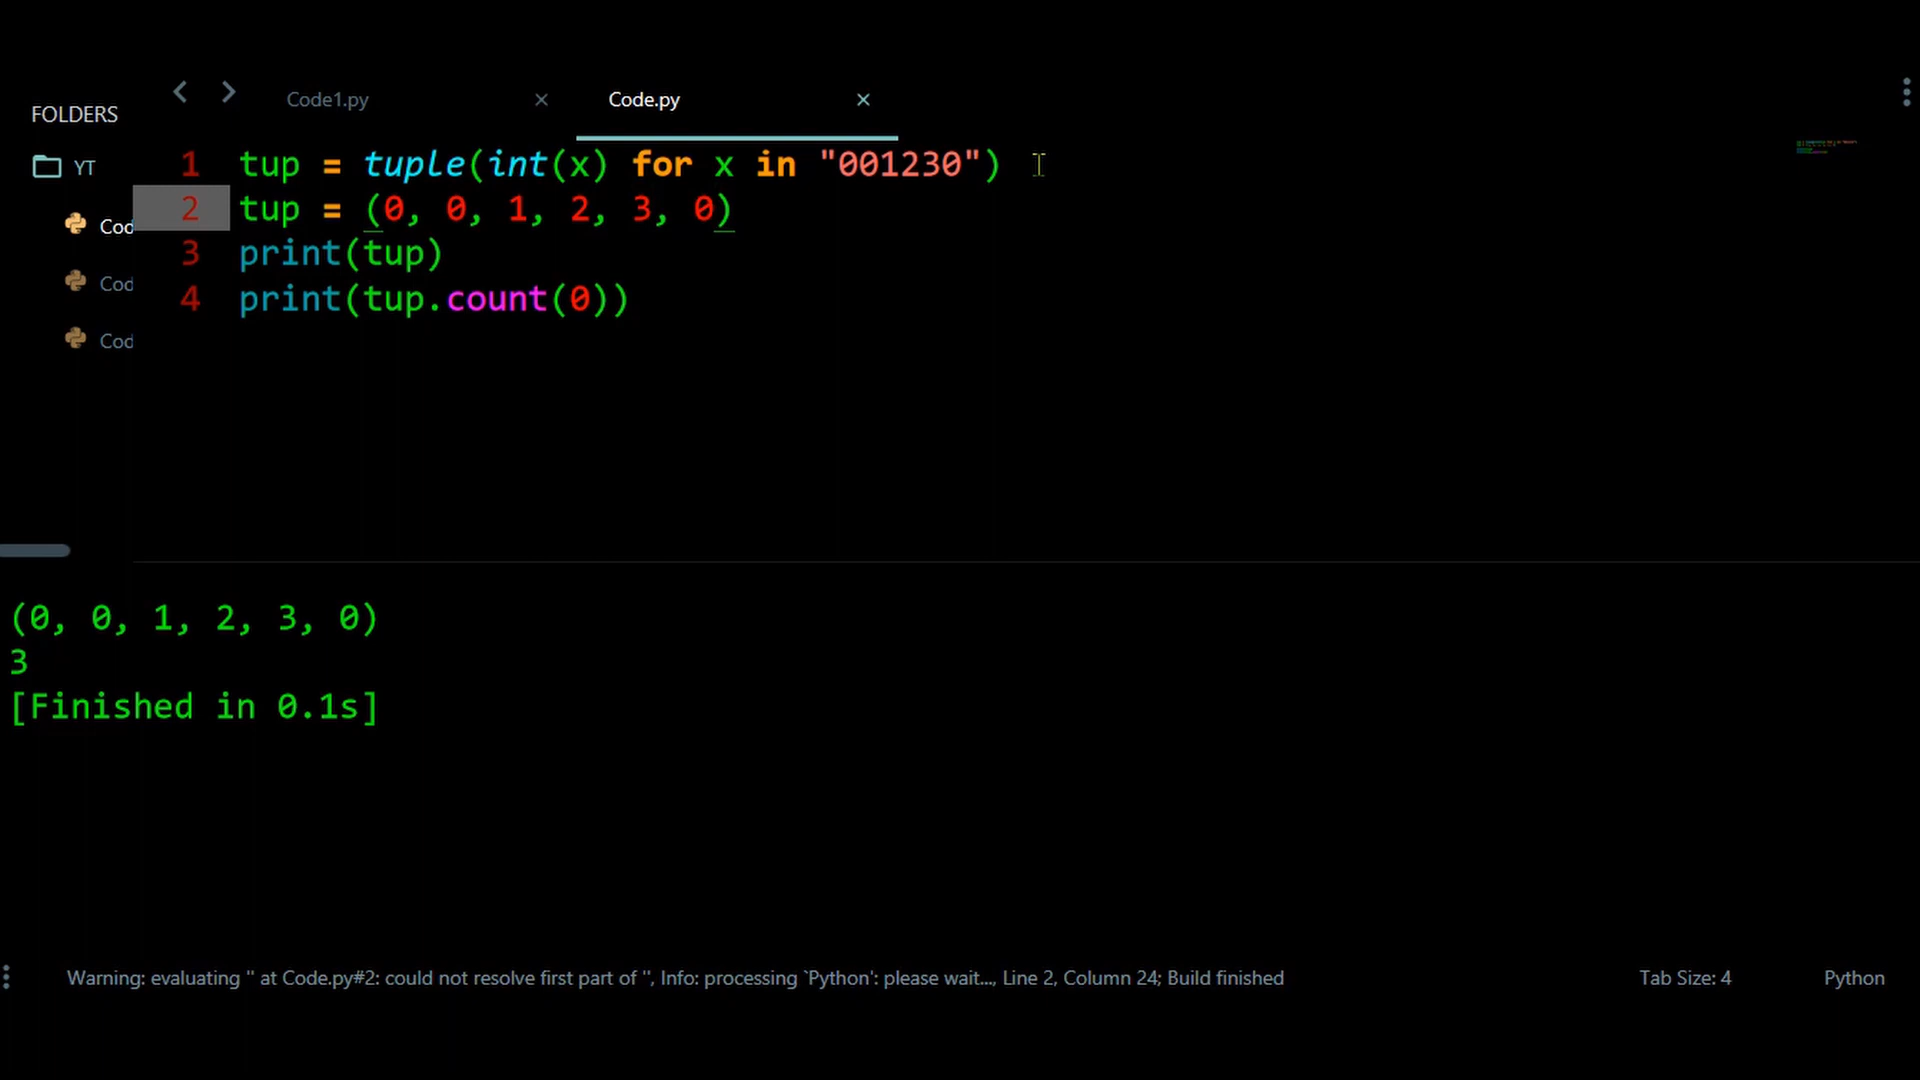 FOLDERS
YT
Cod
Cod
Cod
Code1.py
Code.py
1 tup = tuple(int(x) for x in "001230")
2 tup = (0, 0, 1, 2, 3, 0)
3 print(tup)
4 print(tup.count(0))
(0, 0, 1, 2, 3, 0)
3
[Finished in 0.1s]
Warning: evaluating '' at Code.py#2: could not resolve first part of '', Info: processing `Python': please wait..., Line 2, Column 24; Build finished
Tab Size: 4
Python